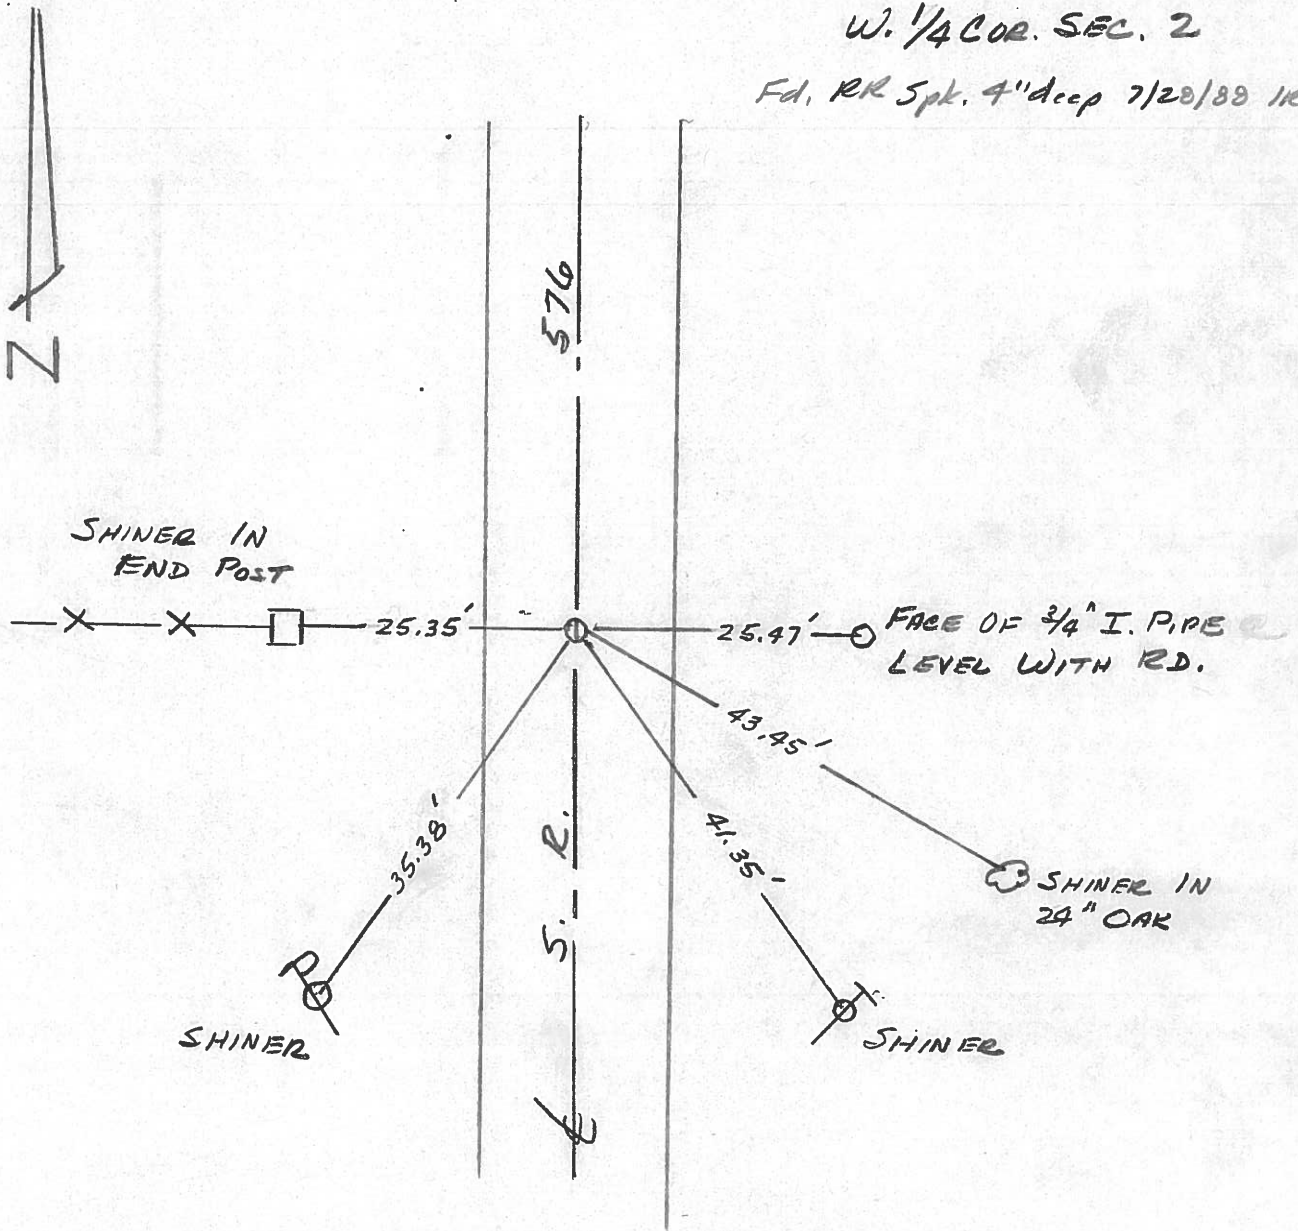 W. 1/4 COR. SEC. 2
Fd. RR Spk. 4" deep 7/28/88
N
576
SHINER IN
END POST
25.35'
25.47'
FACE OF 3/4" I. PIPE
LEVEL WITH RD.
43.45'
35.38'
41.35'
S. R.
SHINER IN
24" OAK
P
SHINER
T
SHINER
℄